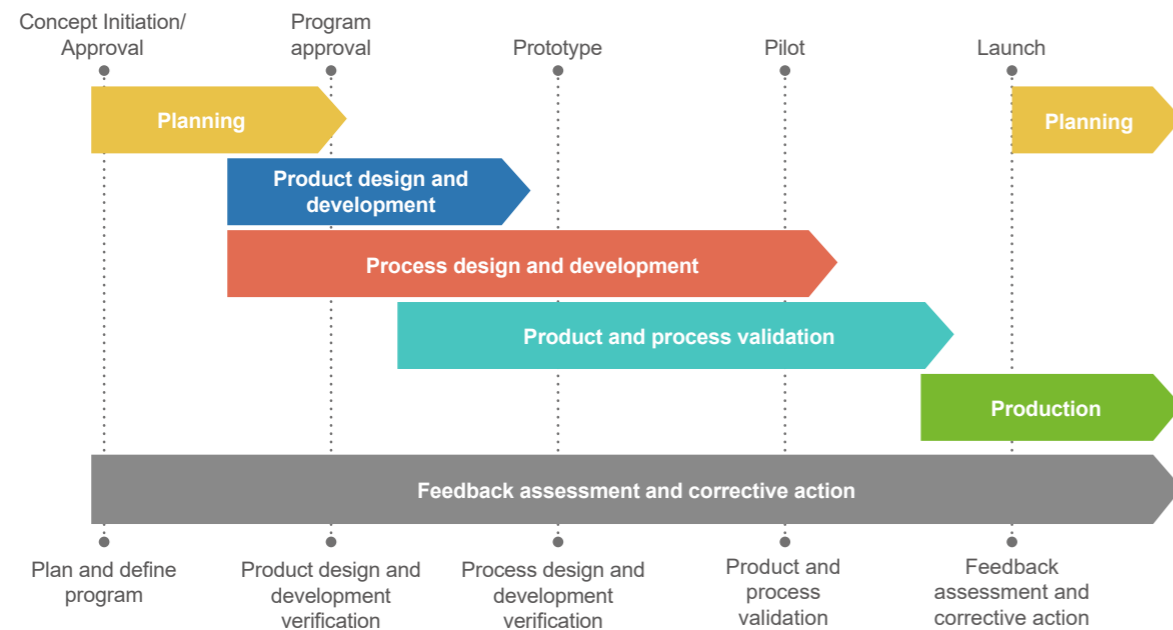 Concept Initiation/
Approval
Program
approval
Prototype
Pilot
Launch
Planning
Planning
Product design and
development
Process design and development
Product and process validation
Production
Feedback assessment and corrective action
Plan and define
program
Product design and
development
verification
Process design and
development
verification
Product and
process
validation
Feedback
assessment and
corrective action